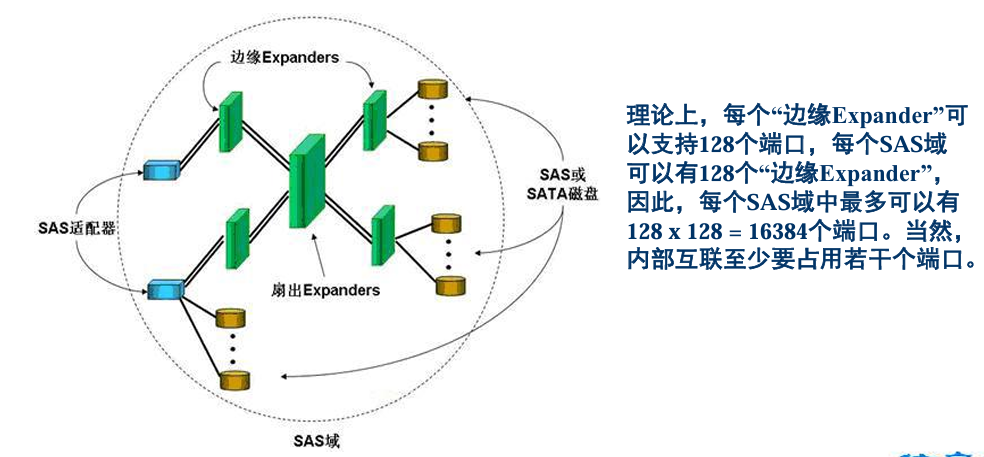 边缘Expanders
SAS或
SATA磁盘
SAS适配器
扇出Expanders
SAS域
理论上，每个“边缘Expander”可
以支持128个端口，每个SAS域
可以有128个“边缘Expander”，
因此，每个SAS域中最多可以有
128 x 128 = 16384个端口。当然，
内部互联至少要占用若干个端口。